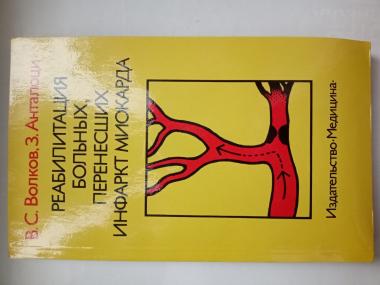 В.С. Волков, З. Анталоци
РЕАБИЛИТАЦИЯ
БОЛЬНЫХ,
ПЕРЕНЕСШИХ
ИНФАРКТ МИОКАРДА
Издательство·Медицина·